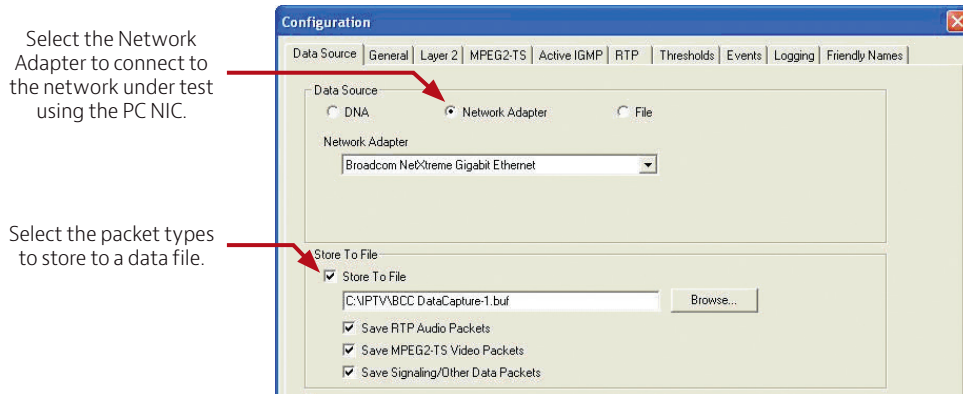 Select the Network
Adapter to connect to
the network under test
using the PC NIC.
Select the packet types
to store to a data file.
Configuration
Data Source General Layer 2 MPEG2-TS Active IGMP RTP Thresholds Events Logging Friendly Names
Data Source
DNA Network Adapter File
Network Adapter
Broadcom NetXtreme Gigabit Ethernet
Store To File
Store To File
C:\IPTV\BCC DataCapture-1.buf Browse...
Save RTP Audio Packets
Save MPEG2-TS Video Packets
Save Signaling/Other Data Packets